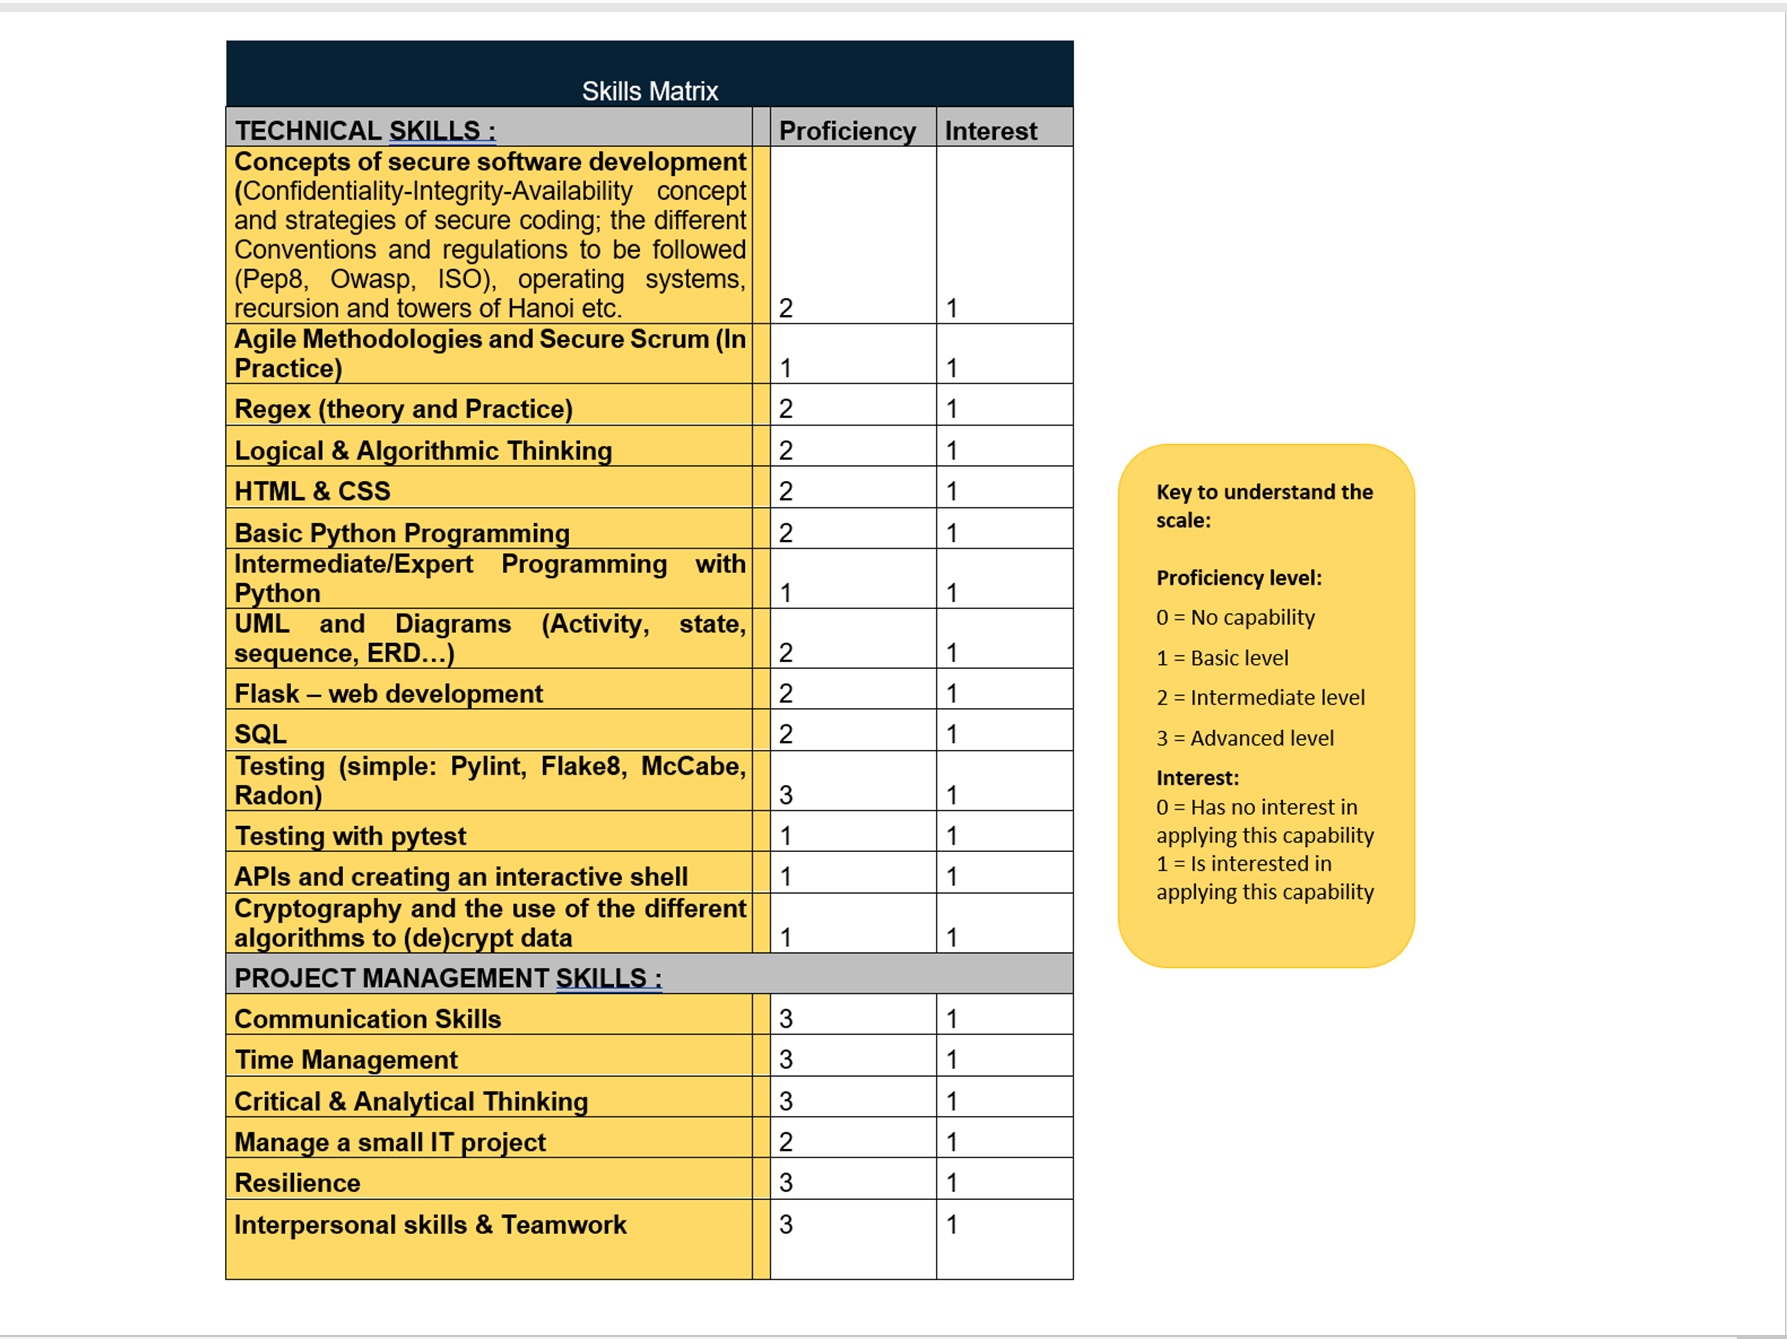 Skills Matrix
TECHNICAL SKILLS : Proficiency Interest
Concepts of secure software development
(Confidentiality-Integrity-Availability concept
and strategies of secure coding; the different
Conventions and regulations to be followed
(Pep8, Owasp, ISO), operating systems,
recursion and towers of Hanoi etc. 2 1
Agile Methodologies and Secure Scrum (In
Practice) 1 1
Regex (theory and Practice) 2 1
Logical & Algorithmic Thinking 2 1
HTML & CSS 2 1
Basic Python Programming 2 1
Intermediate/Expert Programming with
Python 1 1
UML and Diagrams (Activity, state,
sequence, ERD…) 2 1
Flask – web development 2 1
SQL 2 1
Testing (simple: Pylint, Flake8, McCabe,
Radon) 3 1
Testing with pytest 1 1
APIs and creating an interactive shell 1 1
Cryptography and the use of the different
algorithms to (de)crypt data 1 1
PROJECT MANAGEMENT SKILLS :
Communication Skills 3 1
Time Management 3 1
Critical & Analytical Thinking 3 1
Manage a small IT project 2 1
Resilience 3 1
Interpersonal skills & Teamwork 3 1
Key to understand the
scale:
Proficiency level:
0 = No capability
1 = Basic level
2 = Intermediate level
3 = Advanced level
Interest:
0 = Has no interest in
applying this capability
1 = Is interested in
applying this capability